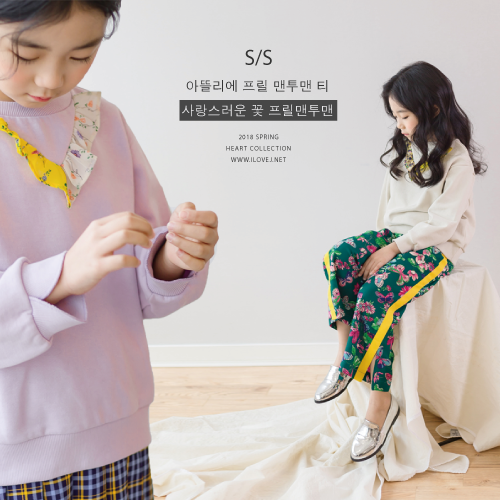 S/S
아뜰리에 프릴 맨투맨 티
사랑스러운 꽃 프릴맨투맨
2018 SPRING
HEART COLLECTION
WWW.ILOVEJ.NET